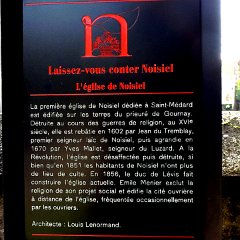 Laissez-vous conter Noisiel
L'église de Noisiel
La première église de Noisiel dédiée à Saint-Médard
est édifiée sur les terres du prieuré de Gournay.
Détruite au cours des guerres de religion, au XVIe
siècle, elle est rebâtie en 1602 par Jean du Tremblay,
premier seigneur laïc de Noisiel, puis agrandie en
1670 par Yves Mallet, seigneur du Luzard. A la
Révolution, l'église est désaffectée puis détruite, si
bien qu'en 1851 les habitants de Noisiel n'ont plus
de lieu de culte. En 1856, le duc de Lévis fait
construire l'église actuelle. Emile Menier exclut la
religion de son projet social et édifie la cité ouvrière
à distance de l'église, fréquentée occasionnellement
par les ouvriers.
Architecte : Louis Lenormand.